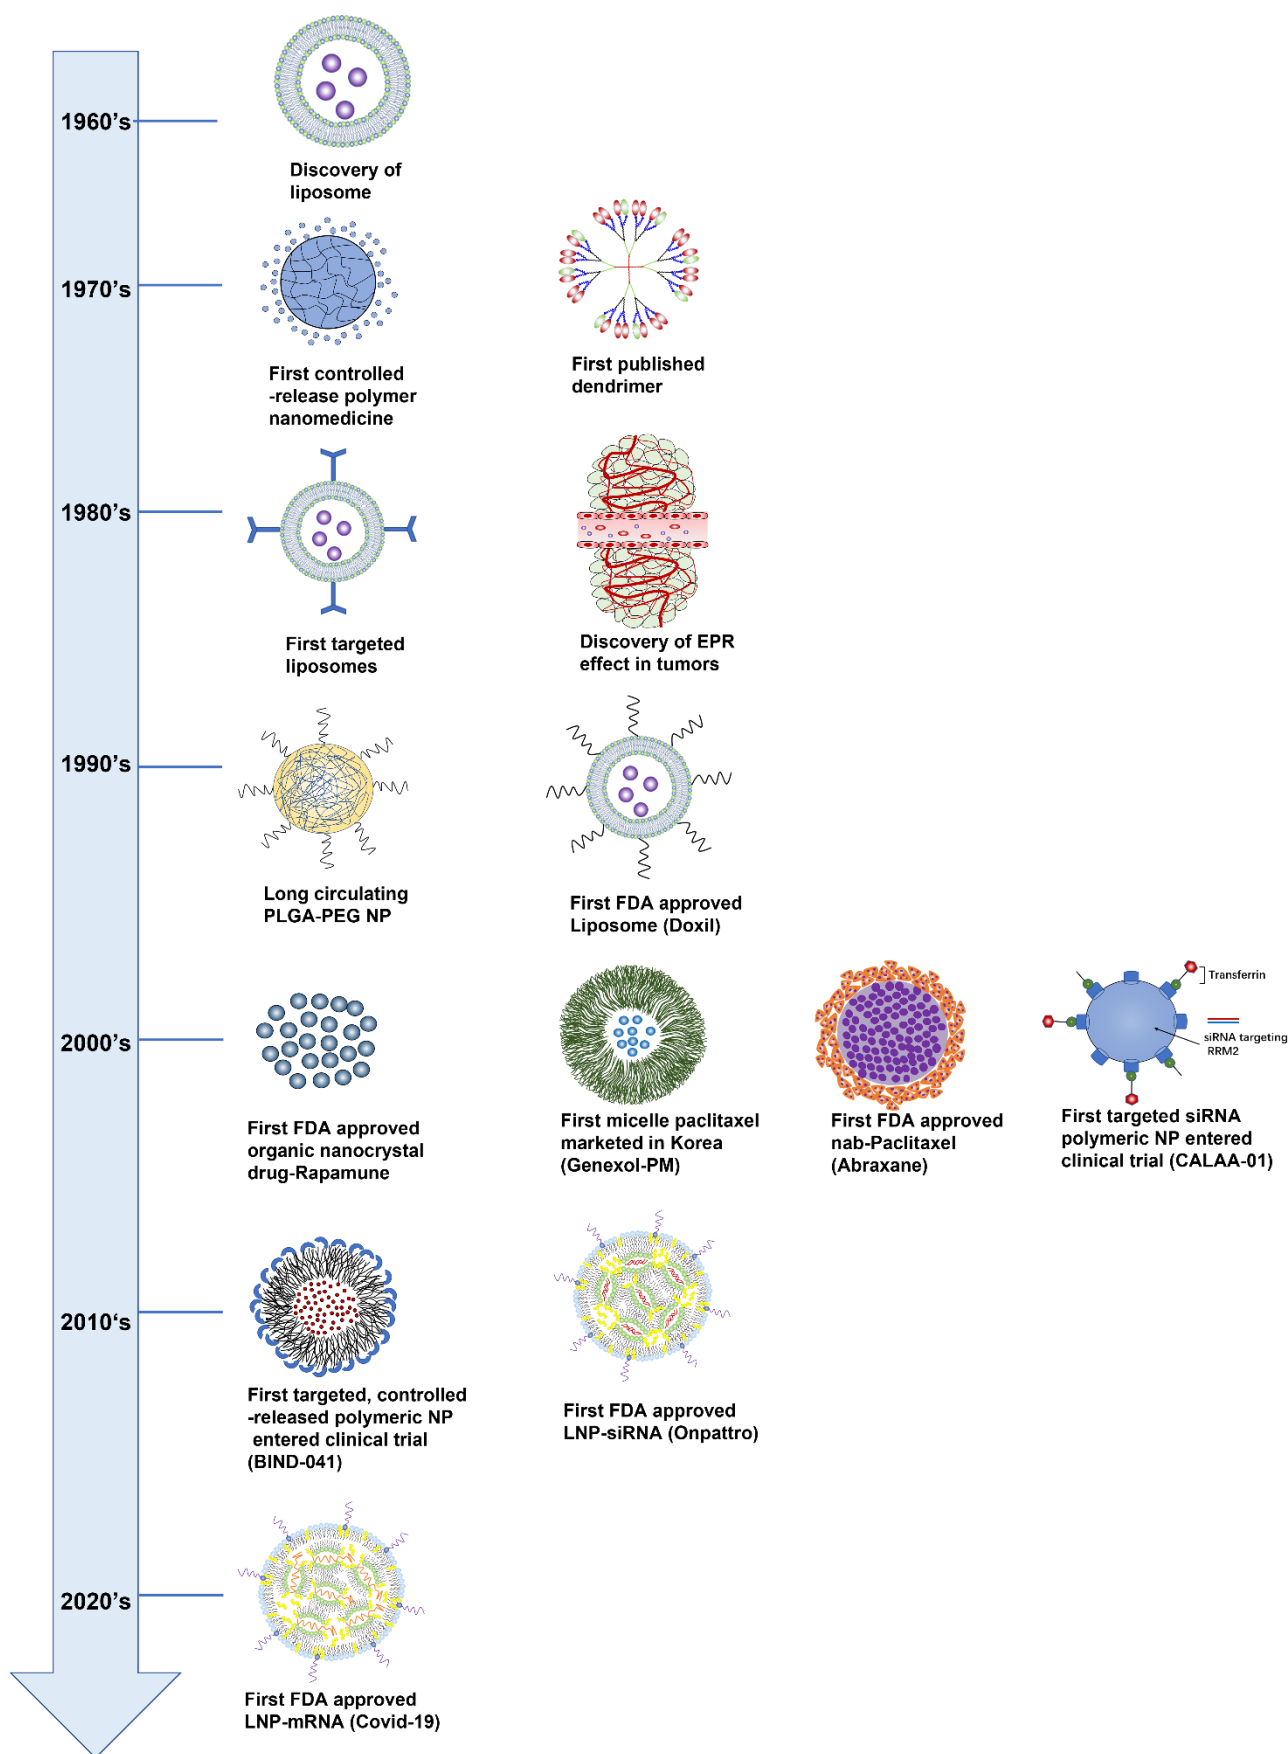 1960's
Discovery of
liposome
1970's
First controlled
-release polymer
nanomedicine
First published
dendrimer
1980's
First targeted
liposomes
Discovery of EPR
effect in tumors
1990's
Long circulating
PLGA-PEG NP
First FDA approved
Liposome (Doxil)
2000's
First FDA approved
organic nanocrystal
drug-Rapamune
First micelle paclitaxel
marketed in Korea
(Genexol-PM)
First FDA approved
nab-Paclitaxel
(Abraxane)
Transferrin
siRNA targeting
RRM2
First targeted siRNA
polymeric NP entered
clinical trial (CALAA-01)
2010‘s
First targeted, controlled
-released polymeric NP
entered clinical trial
(BIND-041)
First FDA approved
LNP-siRNA (Onpattro)
2020's
First FDA approved
LNP-mRNA (Covid-19)